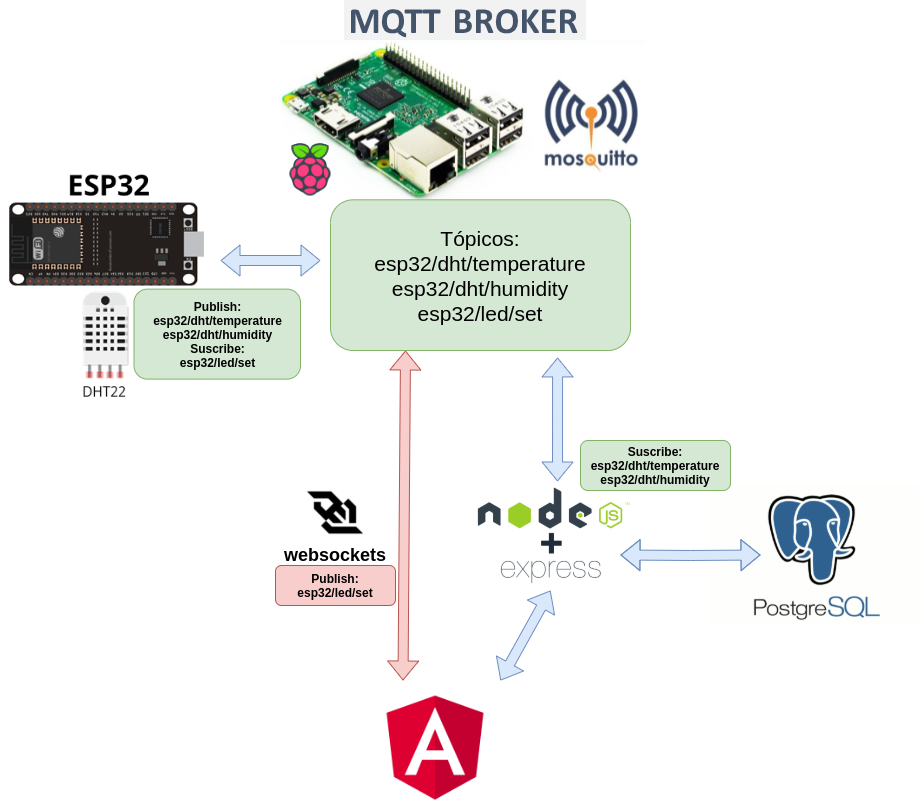 MQTT BROKER
mosquitto
ESP32
WiFi
Tópicos:
esp32/dht/temperature
esp32/dht/humidity
esp32/led/set
Publish:
esp32/dht/temperature
esp32/dht/humidity
Suscribe:
esp32/led/set
DHT22
Suscribe:
esp32/dht/temperature
esp32/dht/humidity
node
JS
+
express
websockets
Publish:
esp32/led/set
PostgreSQL
A